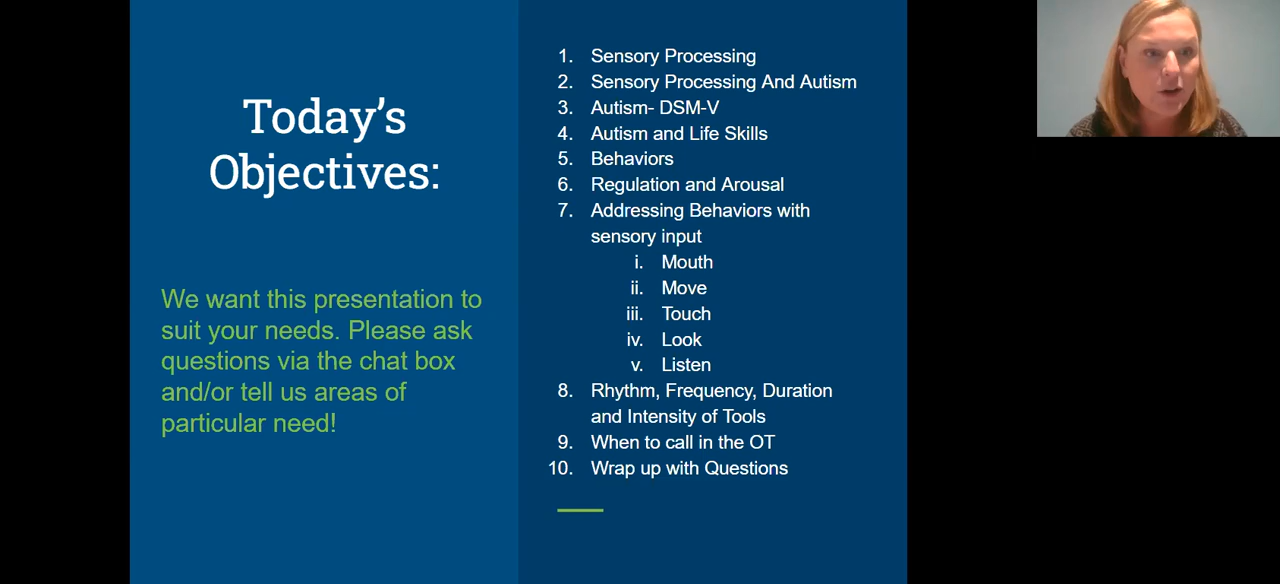 Today's
Objectives:
We want this presentation to
suit your needs. Please ask
questions via the chat box
and/or tell us areas of
particular need!
1. Sensory Processing
2. Sensory Processing And Autism
3. Autism- DSM-V
4. Autism and Life Skills
5. Behaviors
6. Regulation and Arousal
7. Addressing Behaviors with
sensory input
i. Mouth
ii. Move
iii. Touch
iv. Look
v. Listen
8. Rhythm, Frequency, Duration
and Intensity of Tools
9. When to call in the OT
10. Wrap up with Questions